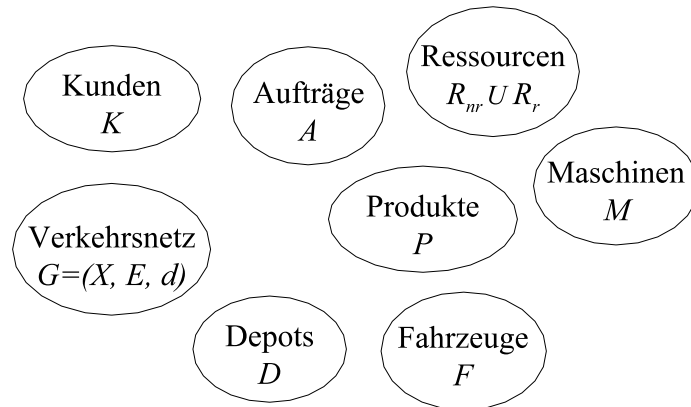 Kunden
K
Aufträge
A
Ressourcen
R_nr U R_r
Maschinen
M
Produkte
P
Verkehrsnetz
G=(X, E, d)
Depots
D
Fahrzeuge
F